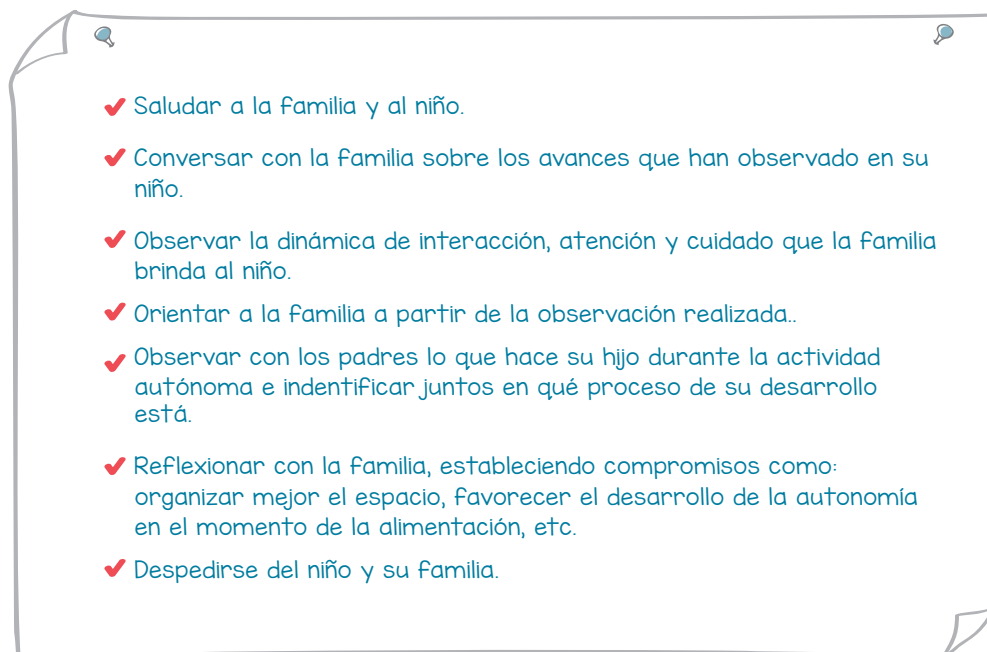 Saludar a la familia y al niño.
Conversar con la familia sobre los avances que han observado en su
niño.
Observar la dinámica de interacción, atención y cuidado que la familia
brinda al niño.
Orientar a la familia a partir de la observación realizada..
Observar con los padres lo que hace su hijo durante la actividad
autónoma e indentificar juntos en qué proceso de su desarrollo
está.
Reflexionar con la familia, estableciendo compromisos como:
organizar mejor el espacio, favorecer el desarrollo de la autonomía
en el momento de la alimentación, etc.
Despedirse del niño y su familia.